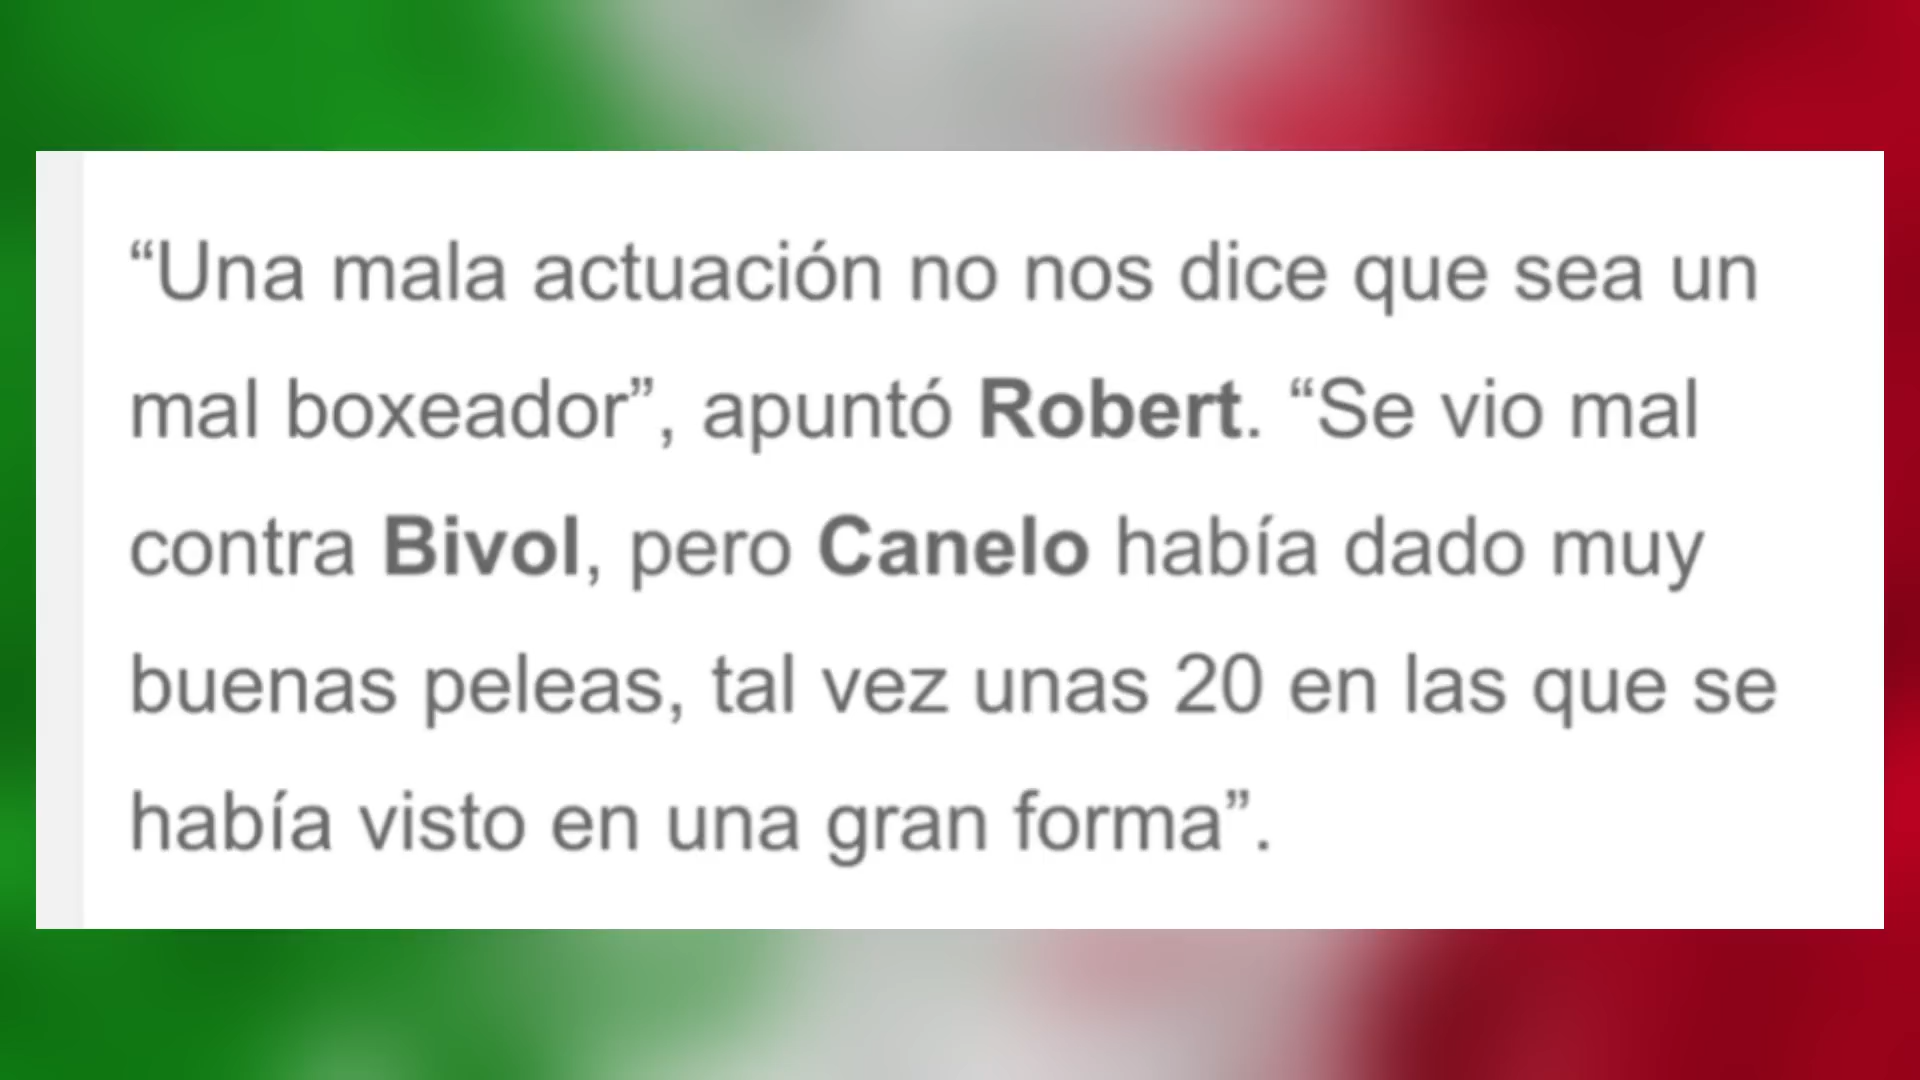 “Una mala actuación no nos dice que sea un
mal boxeador”, apuntó Robert. “Se vio mal
contra Bivol, pero Canelo había dado muy
buenas peleas, tal vez unas 20 en las que se
había visto en una gran forma”.